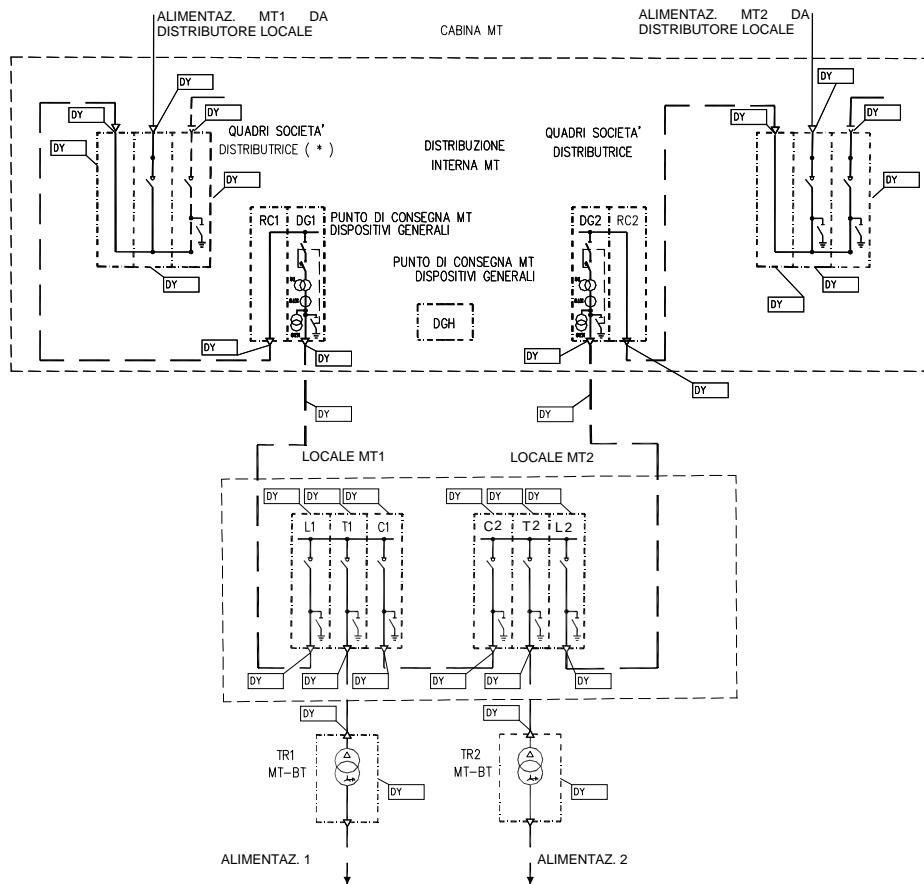 ALIMENTAZ. MT1 DA
DISTRIBUTORE LOCALE
CABINA MT
ALIMENTAZ. MT2 DA
DISTRIBUTORE LOCALE
DY
DY
DY
DY
DY
DY
QUADRI SOCIETA'
DISTRIBUTRICE ( * )
DISTRIBUZIONE
INTERNA MT
QUADRI SOCIETA'
DISTRIBUTRICE
DY
DY
DY
DY
DY
DY
RC1
DG1
PUNTO DI CONSEGNA MT
DISPOSITIVI GENERALI
PUNTO DI CONSEGNA MT
DISPOSITIVI GENERALI
DG2
RC2
DGH
DY
DY
DY
DY
DY
DY
LOCALE MT1
LOCALE MT2
DY
DY
DY
DY
DY
DY
L1
T1
C1
C2
T2
L2
DY
DY
DY
DY
DY
DY
DY
DY
TR1
MT-BT
TR2
MT-BT
DY
DY
ALIMENTAZ. 1
ALIMENTAZ. 2